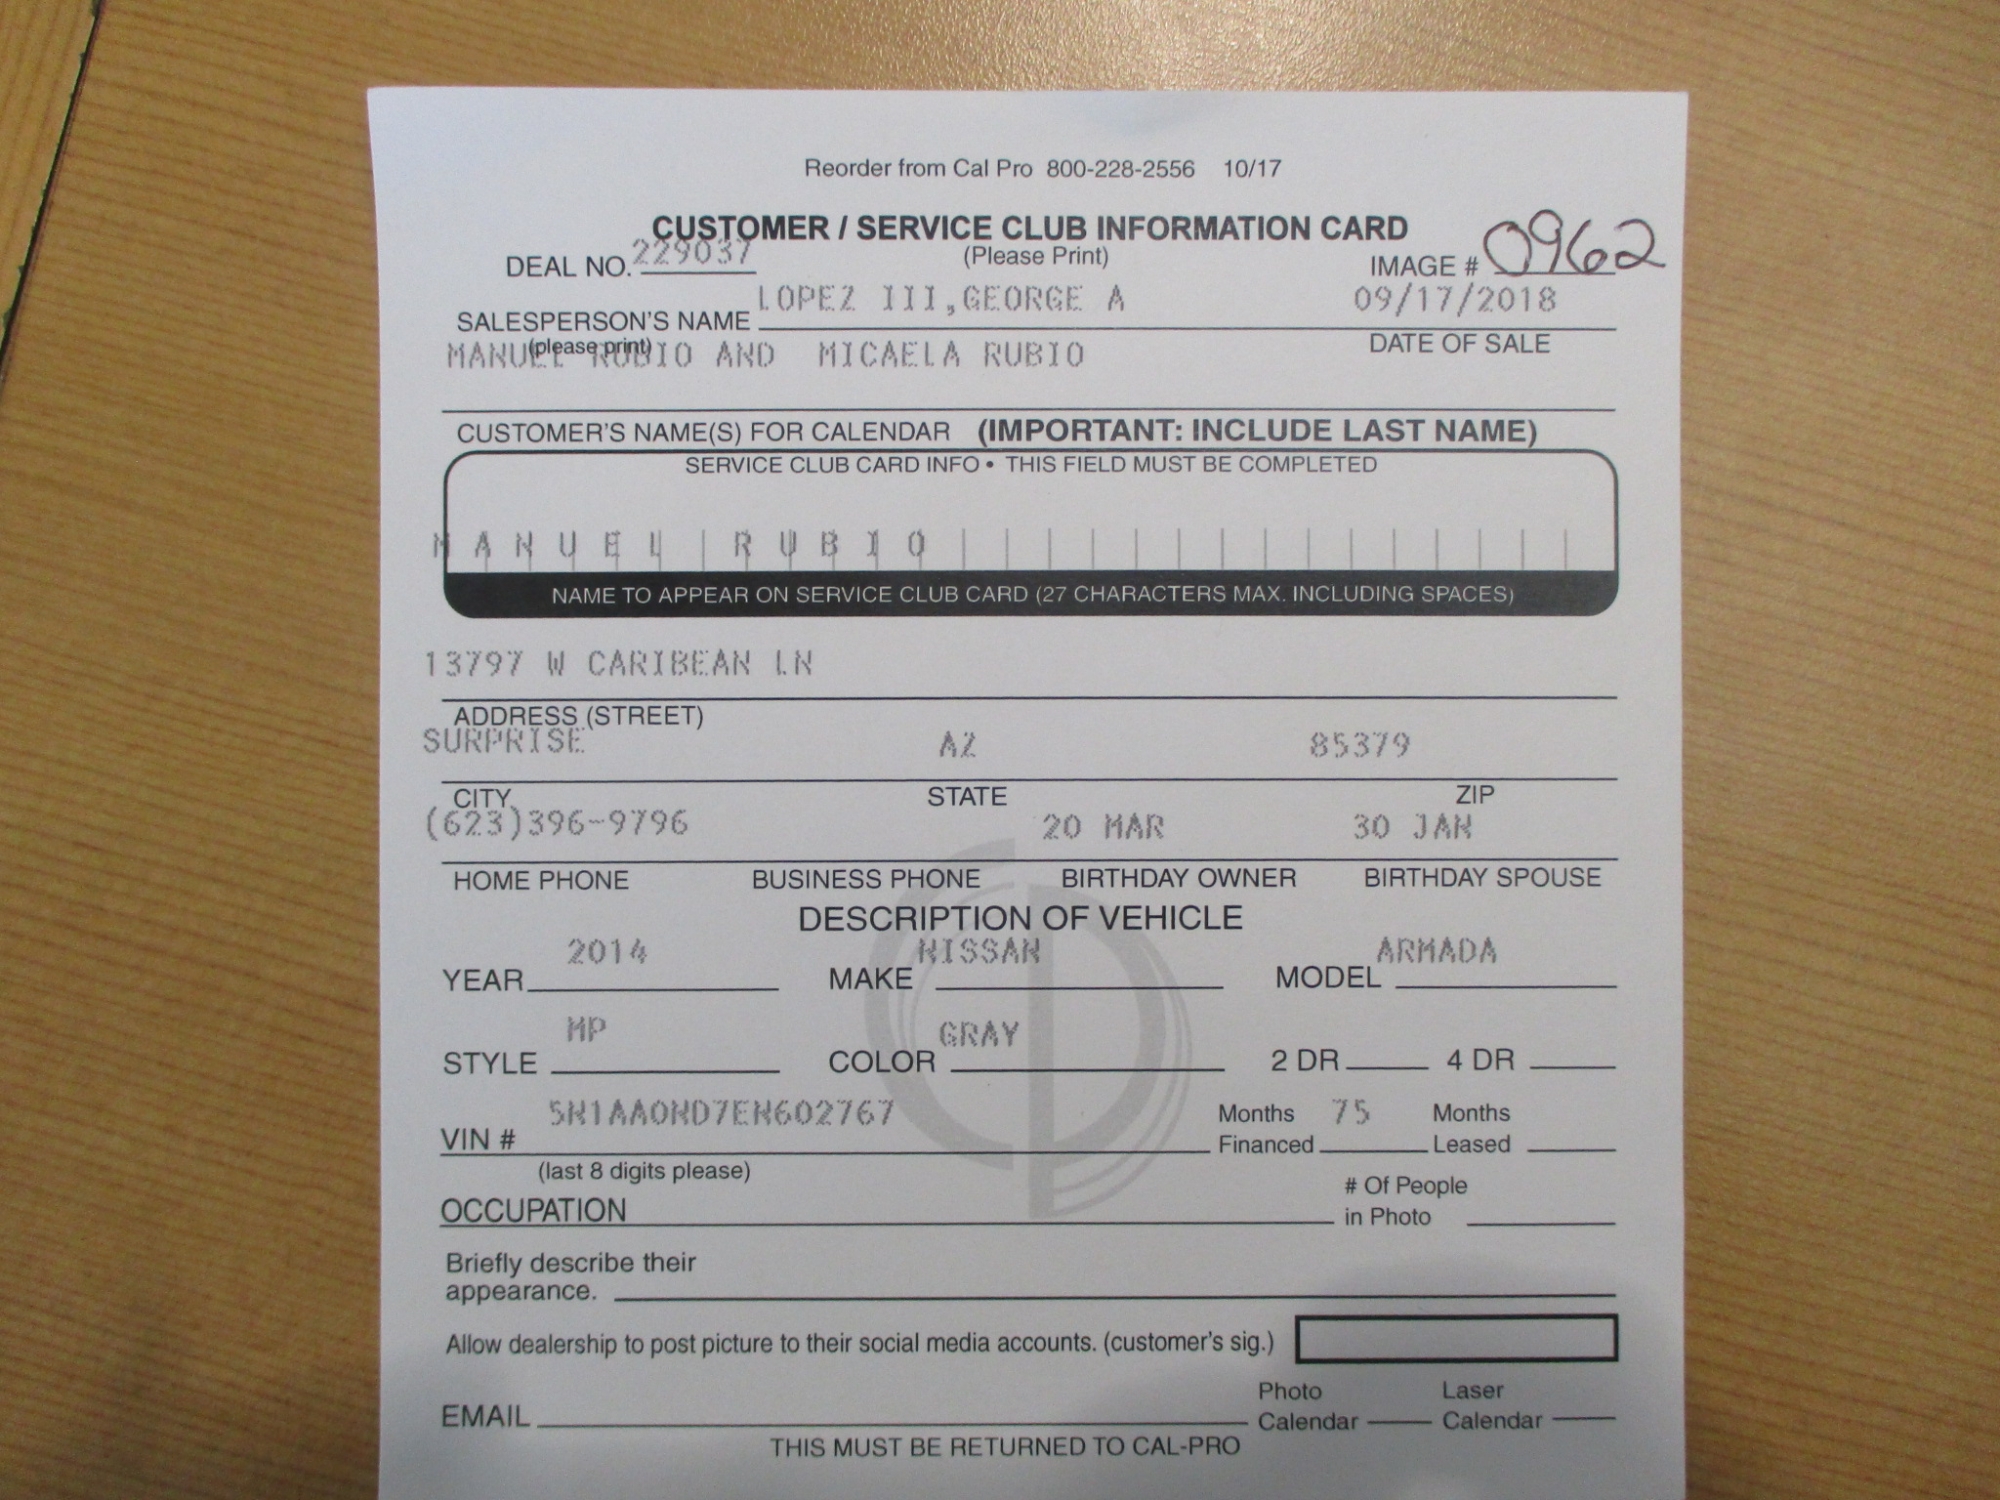 Reorder from Cal Pro 800-228-2556 10/17
CUSTOMER / SERVICE CLUB INFORMATION CARD
DEAL NO. 229037 (Please Print) IMAGE # 0962
SALESPERSON'S NAME LOPEZ III,GEORGE A 09/17/2018
(please print) DATE OF SALE
MANUEL RUBIO AND MICAELA RUBIO
CUSTOMER'S NAME(S) FOR CALENDAR (IMPORTANT: INCLUDE LAST NAME)
SERVICE CLUB CARD INFO • THIS FIELD MUST BE COMPLETED
MANUEL RUBIO
NAME TO APPEAR ON SERVICE CLUB CARD (27 CHARACTERS MAX. INCLUDING SPACES)
13797 W CARIBEAN LN
ADDRESS (STREET)
SURPRISE AZ 85379
CITY STATE ZIP
(623)396-9796 20 MAR 30 JAN
HOME PHONE BUSINESS PHONE BIRTHDAY OWNER BIRTHDAY SPOUSE
DESCRIPTION OF VEHICLE
YEAR 2014 MAKE NISSAN MODEL ARMADA
STYLE MP COLOR GRAY 2 DR 4 DR
VIN # 5N1AA0ND7EN602767 Months Financed 75 Months Leased
(last 8 digits please)
OCCUPATION # Of People in Photo
Briefly describe their
appearance.
Allow dealership to post picture to their social media accounts. (customer's sig.)
EMAIL Photo Calendar Laser Calendar
THIS MUST BE RETURNED TO CAL-PRO